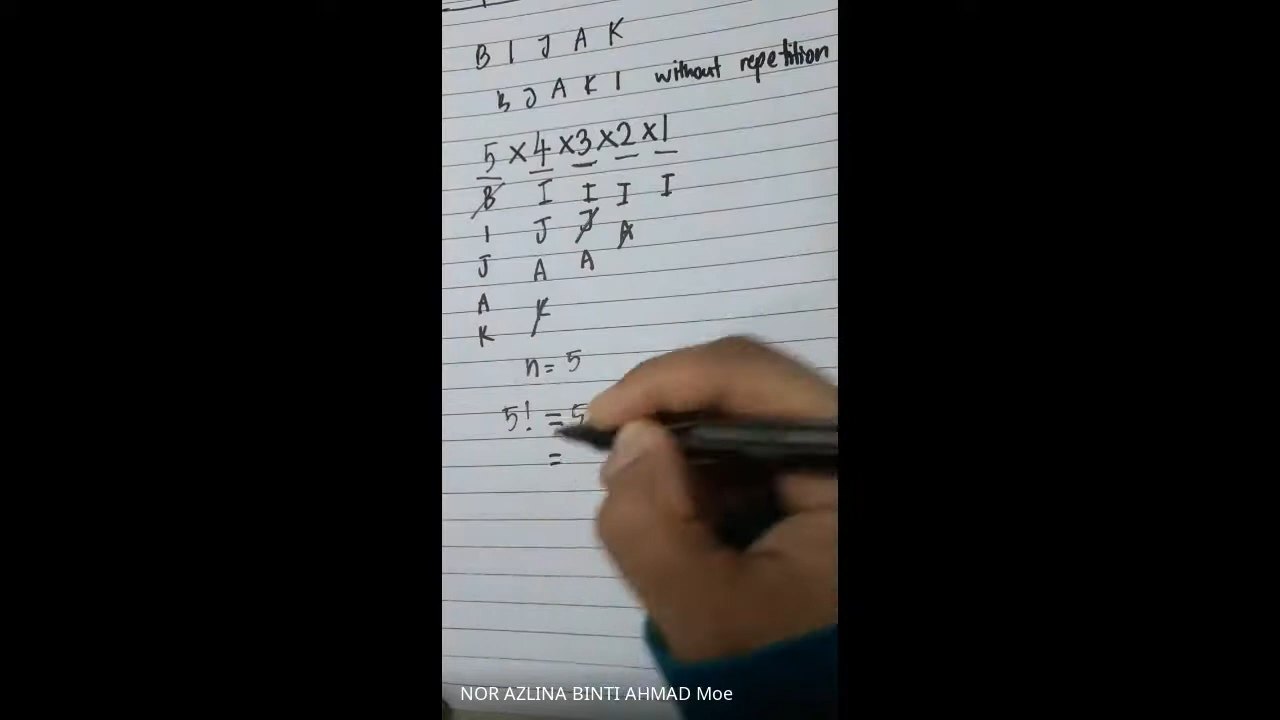 B I J A K
B J A K I without repetition
5 × 4 × 3 × 2 × 1
B I I I I
I J J A
J A A
A K
K
n = 5
5! = 5
=
NOR AZLINA BINTI AHMAD Moe